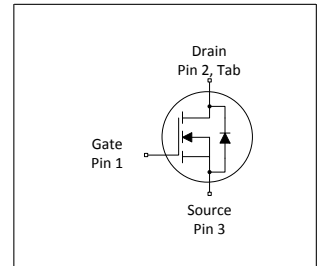 Drain
Pin 2, Tab
Gate
Pin 1
Source
Pin 3